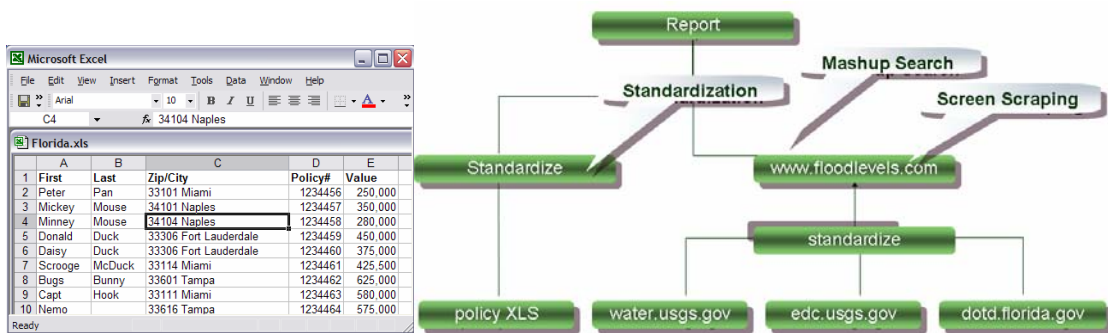 Microsoft Excel
File Edit View Insert Format Tools Data Window Help
Arial 10 B I U A
C4 fx 34104 Naples
Florida.xls
A B C D E
1 First Last Zip/City Policy# Value
2 Peter Pan 33101 Miami 1234456 250,000
3 Mickey Mouse 34101 Naples 1234457 350,000
4 Minney Mouse 34104 Naples 1234458 280,000
5 Donald Duck 33306 Fort Lauderdale 1234459 450,000
6 Daisy Duck 33306 Fort Lauderdale 1234460 375,000
7 Scrooge McDuck 33114 Miami 1234461 425,500
8 Bugs Bunny 33601 Tampa 1234462 625,000
9 Capt Hook 33111 Miami 1234463 580,000
10 Nemo 33616 Tampa 1234464 575,000
Ready
Report
Mashup Search
Standardization
Screen Scraping
Standardize
www.floodlevels.com
standardize
policy XLS
water.usgs.gov
edc.usgs.gov
dotd.florida.gov